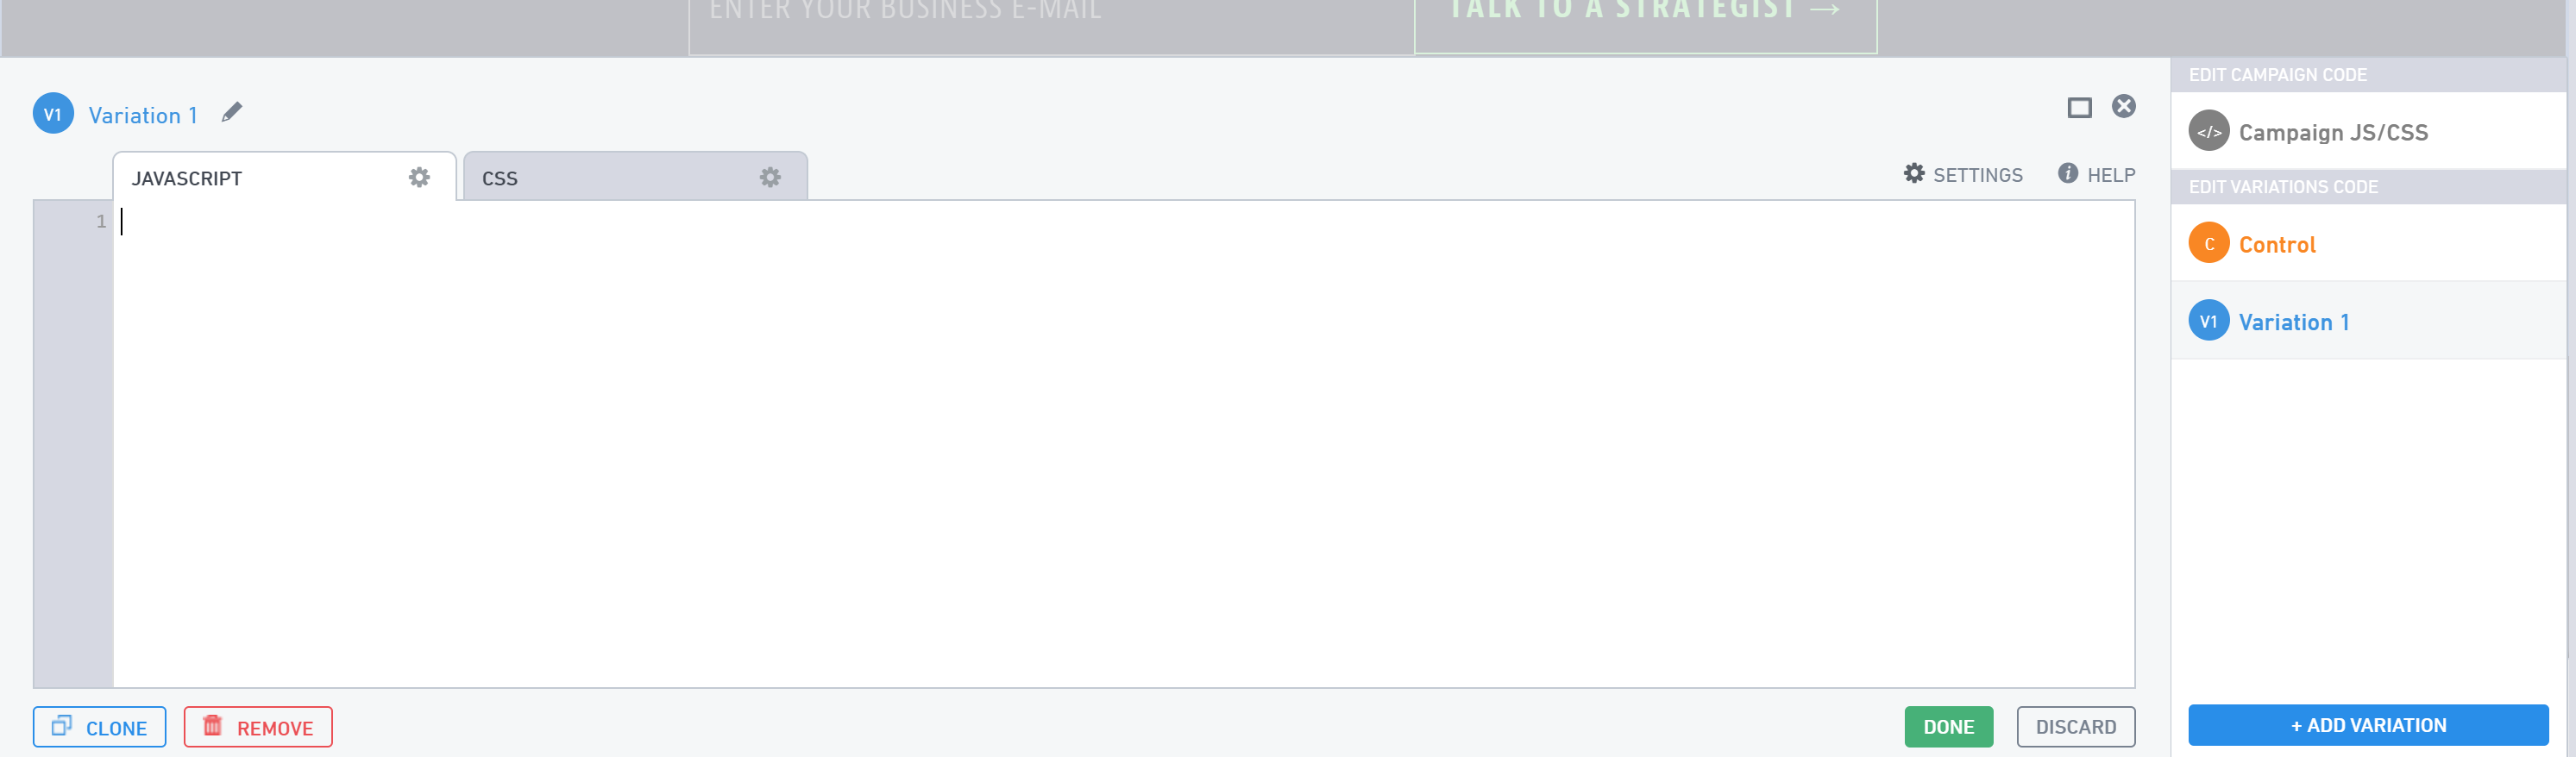 ENTER YOUR BUSINESS E-MAIL
TALK TO A STRATEGIST →
V1 Variation 1
JAVASCRIPT
CSS
SETTINGS
HELP
1
CLONE
REMOVE
DONE
DISCARD
EDIT CAMPAIGN CODE
</> Campaign JS/CSS
EDIT VARIATIONS CODE
C Control
V1 Variation 1
+ ADD VARIATION